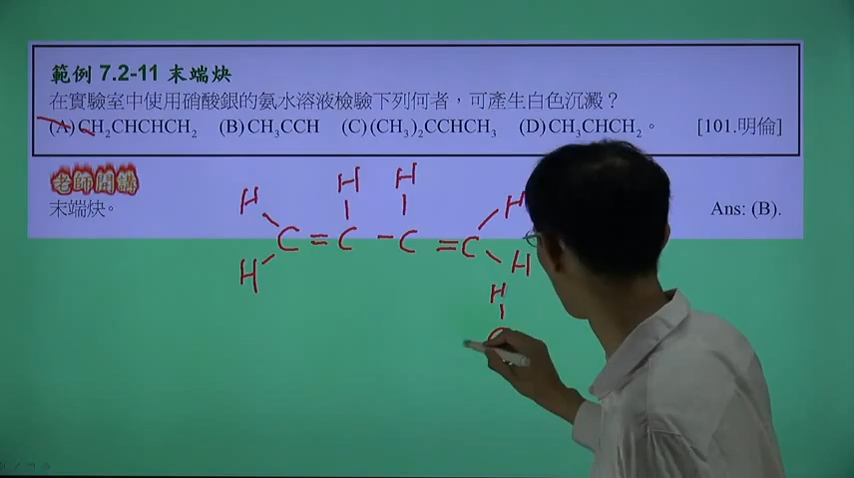 範例 7.2-11 末端炔
在實驗室中使用硝酸銀的氨水溶液檢驗下列何者，可產生白色沉澱？
(A)CH₂CHCHCH₂ (B)CH₃CCH (C)(CH₃)₂CCHCH₃ (D)CH₃CHCH₂。 [101.明倫]
老師開講
末端炔。 Ans: (B).
H H H H
C = C - C = C
H H
H
C